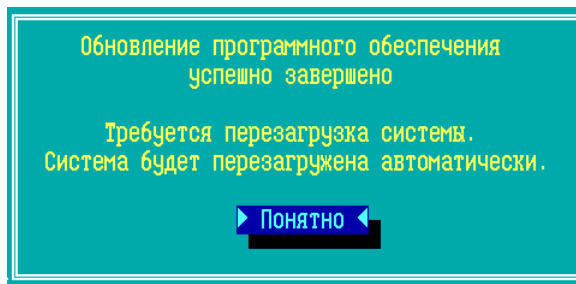 Обновление программного обеспечения
успешно завершено
Требуется перезагрузка системы.
Система будет перезагружена автоматически.
Понятно